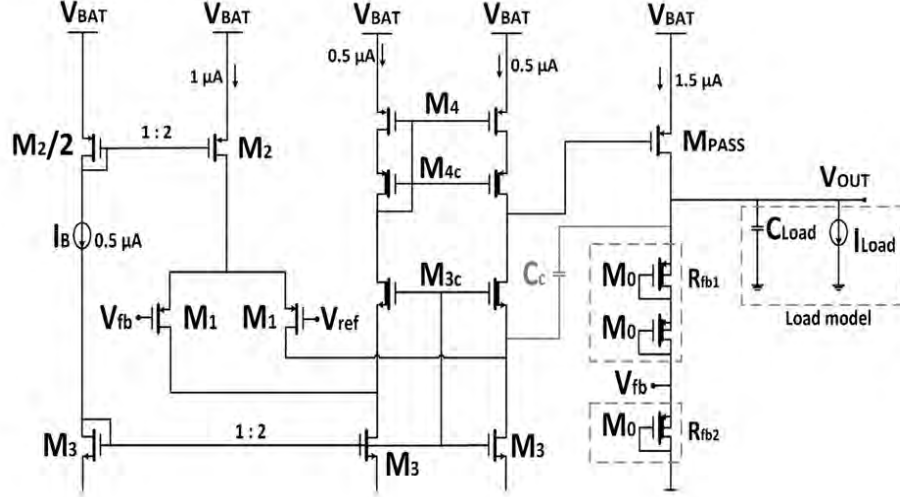 VBAT VBAT VBAT VBAT VBAT
0.5 µA 0.5 µA
1 µA 1.5 µA
M4
M2/2 1 : 2 M2 MPASS
M4c
VOUT
IB 0.5 µA
CLoad ILoad
M3c Cc M0 Rfb1
Vfb M1 M1 Vref
Load model
M0
Vfb
1:2
M0 Rfb2
M3 M3 M3